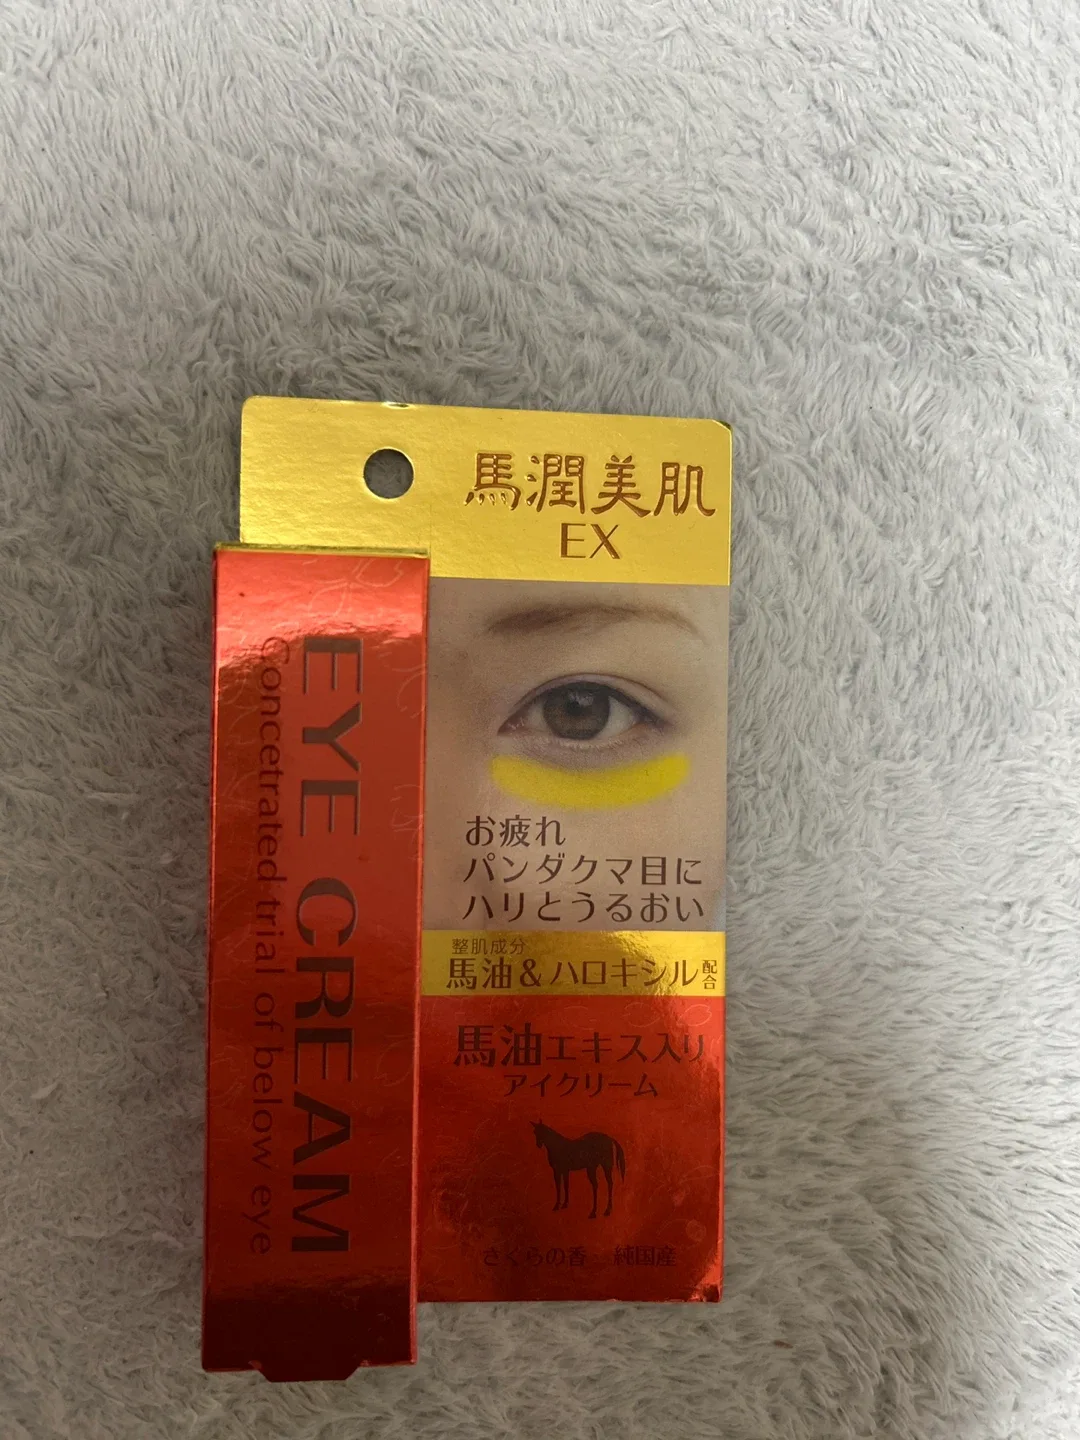 馬潤美肌
EX
EYE CREAM
Concetrated trial of below eye
お疲れ
パンダクマ目に
ハリとうるおい
整肌成分
馬油&ハロキシル配合
馬油エキス入り
アイクリーム
さくらの香 純国産